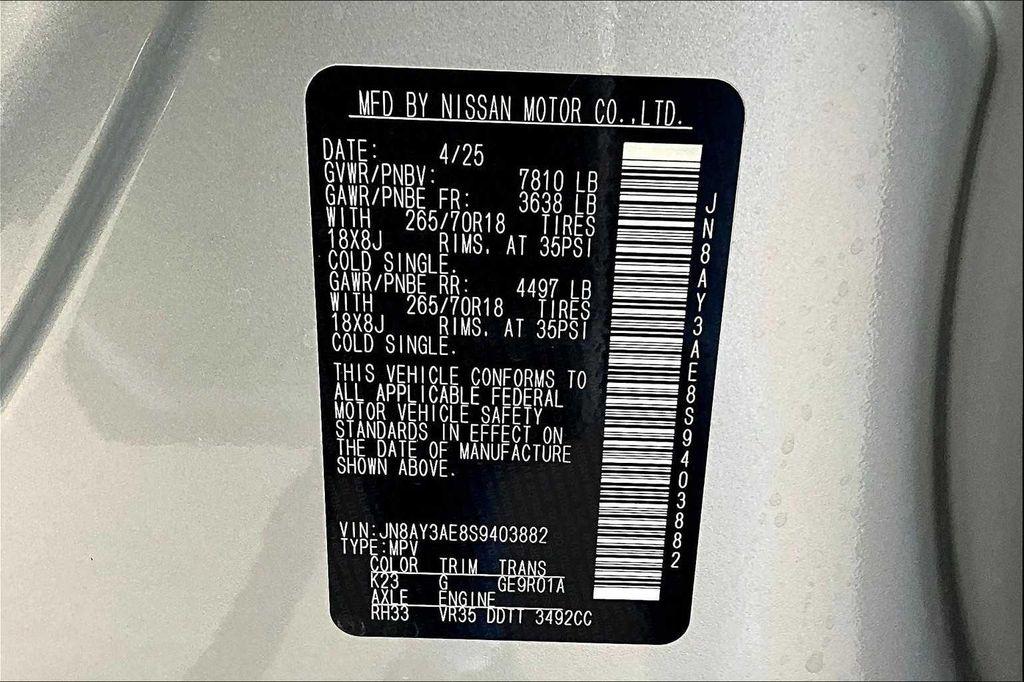 MFD BY NISSAN MOTOR CO.,LTD.
DATE: 4/25
GVWR/PNBV: 7810 LB
GAWR/PNBE FR: 3638 LB
WITH 265/70R18 TIRES
18X8J RIMS. AT 35PSI
COLD SINGLE.
GAWR/PNBE RR: 4497 LB
WITH 265/70R18 TIRES
18X8J RIMS. AT 35PSI
COLD SINGLE.
THIS VEHICLE CONFORMS TO
ALL APPLICABLE FEDERAL
MOTOR VEHICLE SAFETY
STANDARDS IN EFFECT ON
THE DATE OF MANUFACTURE
SHOWN ABOVE.
VIN:JN8AY3AE8S9403882
TYPE:MPV
COLOR TRIM TRANS
K23 G GE9R01A
AXLE ENGINE
RH33 VR35 DDTT 3492CC
JN8AY3AE8S9403882